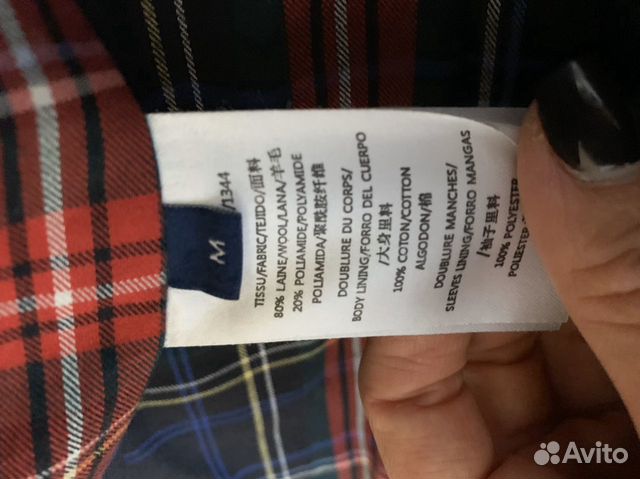 M
/1344
TISSU/FABRIC/TEJIDO/面料
80% LAINE/WOOL/LANA/羊毛
20% POLIAMIDE/POLYAMIDE
POLIAMIDA/聚酰胺纤维
DOUBLURE DU CORPS/
BODY LINING/FORRO DEL CUERPO
/大身里料
100% COTON/COTTON
ALGODON/棉
DOUBLURE MANCHES/
SLEEVES LINING/FORRO MANGAS
/袖子里料
100% POLYESTER
POLIESTER
Avito